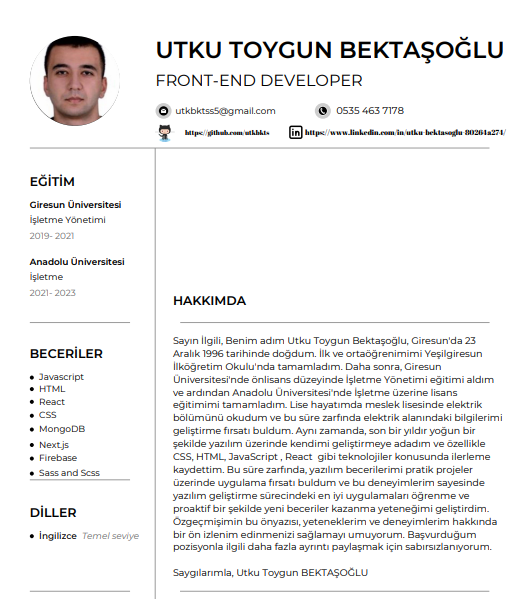 UTKU TOYGUN BEKTAŞOĞLU
FRONT-END DEVELOPER
utkbktss5@gmail.com
0535 463 7178
https://github.com/utkbkts
https://www.linkedin.com/in/utku-bektasoglu-80264a274/
EĞİTİM
Giresun Üniversitesi
İşletme Yönetimi
2019- 2021
Anadolu Üniversitesi
İşletme
2021- 2023
BECERİLER
Javascript
HTML
React
CSS
MongoDB
Next.js
Firebase
Sass and Scss
DİLLER
İngilizce Temel seviye
HAKKIMDA
Sayın İlgili, Benim adım Utku Toygun Bektaşoğlu, Giresun'da 23
Aralık 1996 tarihinde doğdum. İlk ve ortaöğrenimimi Yeşilgiresun
İlköğretim Okulu'nda tamamladım. Daha sonra, Giresun
Üniversitesi'nde önlisans düzeyinde İşletme Yönetimi eğitimi aldım
ve ardından Anadolu Üniversitesi'nde İşletme üzerine lisans
eğitimimi tamamladım. Lise hayatımda meslek lisesinde elektrik
bölümünü okudum ve bu süre zarfında elektrik alanındaki bilgilerimi
geliştirme fırsatı buldum. Aynı zamanda, son bir yıldır yoğun bir
şekilde yazılım üzerinde kendimi geliştirmeye adadım ve özellikle
CSS, HTML, JavaScript , React gibi teknolojiler konusunda ilerleme
kaydettim. Bu süre zarfında, yazılım becerilerimi pratik projeler
üzerinde uygulama fırsatı buldum ve bu deneyimlerim sayesinde
yazılım geliştirme sürecindeki en iyi uygulamaları öğrenme ve
proaktif bir şekilde yeni beceriler kazanma yeteneğimi geliştirdim.
Özgeçmişimin bu önyazısı, yeteneklerim ve deneyimlerim hakkında
bir ön izlenim edinmenizi sağlamayı umuyorum. Başvurduğum
pozisyonla ilgili daha fazla ayrıntı paylaşmak için sabırsızlanıyorum.
Saygılarımla, Utku Toygun BEKTAŞOĞLU